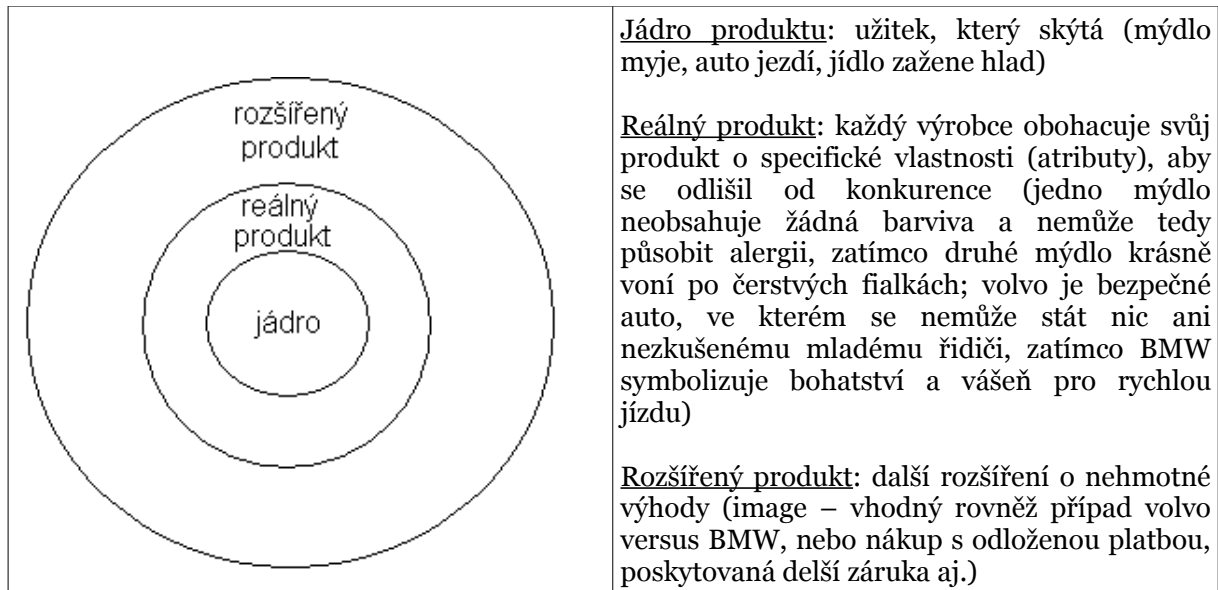 rozšířený
produkt
reálný
produkt
jádro
Jádro produktu: užitek, který skýtá (mýdlo
myje, auto jezdí, jídlo zažene hlad)
Reálný produkt: každý výrobce obohacuje svůj
produkt o specifické vlastnosti (atributy), aby
se odlišil od konkurence (jedno mýdlo
neobsahuje žádná barviva a nemůže tedy
působit alergii, zatímco druhé mýdlo krásně
voní po čerstvých fialkách; volvo je bezpečné
auto, ve kterém se nemůže stát nic ani
nezkušenému mladému řidiči, zatímco BMW
symbolizuje bohatství a vášeň pro rychlou
jízdu)
Rozšířený produkt: další rozšíření o nehmotné
výhody (image – vhodný rovněž případ volvo
versus BMW, nebo nákup s odloženou platbou,
poskytovaná delší záruka aj.)